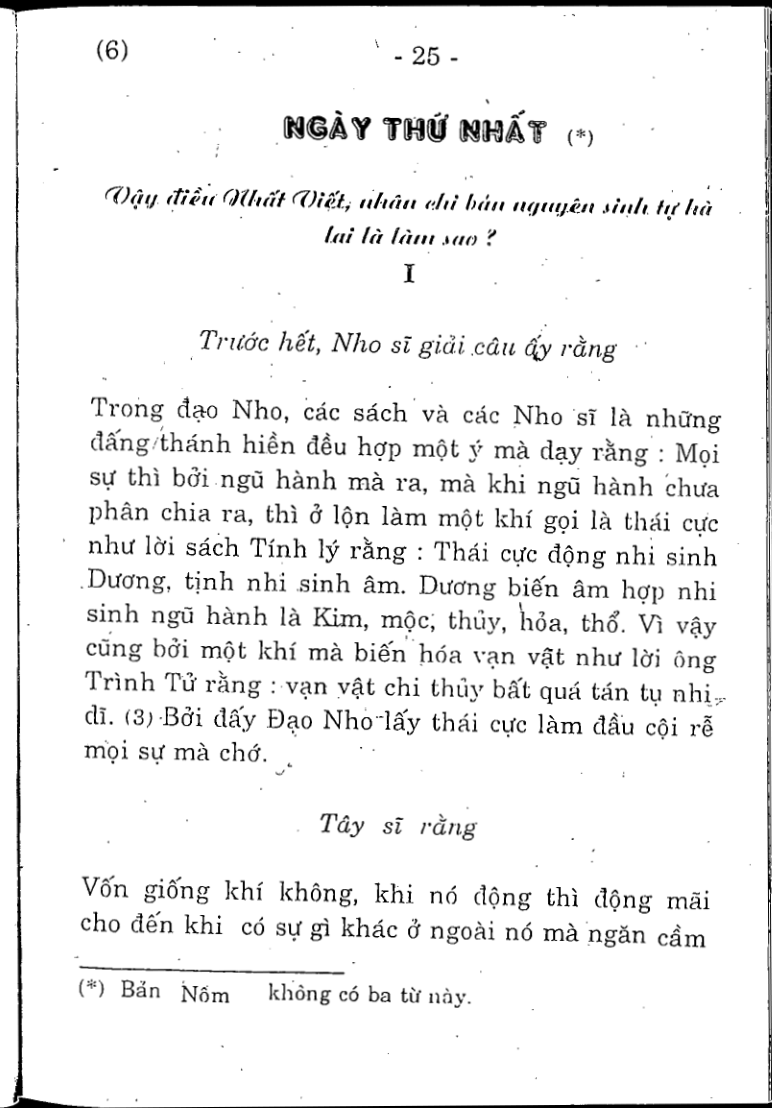 (6)
- 25 -
NGÀY THỨ NHẤT (*)
Vậy điều Nhất Viết, nhân chi bản nguyên sinh tự hà
lai là làm sao ?
I
Trước hết, Nho sĩ giải câu ấy rằng
Trong đạo Nho, các sách và các Nho sĩ là những
đấng thánh hiền đều hợp một ý mà dạy rằng : Mọi
sự thì bởi ngũ hành mà ra, mà khi ngũ hành chưa
phân chia ra, thì ở lộn làm một khí gọi là thái cực
như lời sách Tính lý rằng : Thái cực động nhi sinh
Dương, tịnh nhi sinh âm. Dương biến âm hợp nhi
sinh ngũ hành là Kim, mộc, thủy, hỏa, thổ. Vì vậy
cũng bởi một khí mà biến hóa vạn vật như lời ông
Trình Tử rằng : vạn vật chi thủy bất quá tán tụ nhi
dĩ. (3) Bởi đấy Đạo Nho lấy thái cực làm đầu cội rễ
mọi sự mà chớ.
Tây sĩ rằng
Vốn giống khí không, khi nó động thì động mãi
cho đến khi có sự gì khác ở ngoài nó mà ngăn cầm
(*) Bản Nôm không có ba từ này.